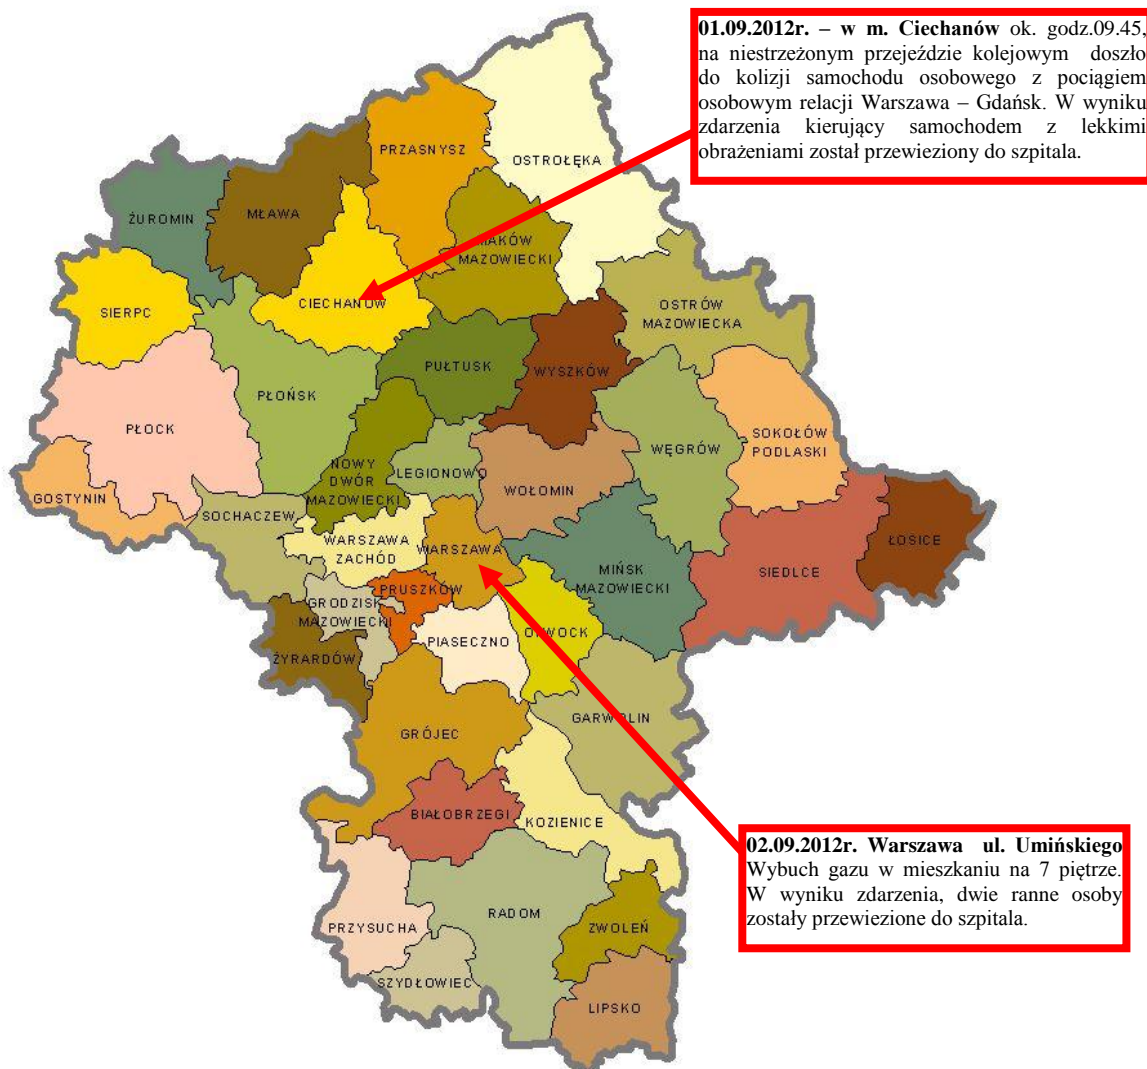 01.09.2012r. – w m. Ciechanów ok. godz.09.45,
na niestrzeżonym przejeździe kolejowym doszło
do kolizji samochodu osobowego z pociągiem
osobowym relacji Warszawa – Gdańsk. W wyniku
zdarzenia kierujący samochodem z lekkimi
obrażeniami został przewieziony do szpitala.
PRZASNYSZ
OSTROŁĘKA
ŻUROMIN
MŁAWA
MAKÓW
MAZOWIECKI
CIECHANÓW
SIERPC
OSTRÓW
MAZOWIECKA
PUŁTUSK
WYSZKÓW
PŁOŃSK
PŁOCK
SOKOŁÓW
PODLASKI
WĘGRÓW
NOWY
DWÓR
MAZOWIECKI
LEGIONOWO
WOŁOMIN
GOSTYNIN
SOCHACZEW
WARSZAWA
ZACHÓD
WARSZAWA
ŁOSICE
MIŃSK
MAZOWIECKI
SIEDLCE
PRUSZKÓW
GRODZISK
MAZOWIECKI
PIASECZNO
OTWOCK
ŻYRARDÓW
GARWOLIN
GRÓJEC
BIAŁOBRZEGI
KOZIENICE
02.09.2012r. Warszawa ul. Umińskiego
Wybuch gazu w mieszkaniu na 7 piętrze.
W wyniku zdarzenia, dwie ranne osoby
zostały przewiezione do szpitala.
RADOM
PRZYSUCHA
ZWOLEŃ
SZYDŁOWIEC
LIPSKO